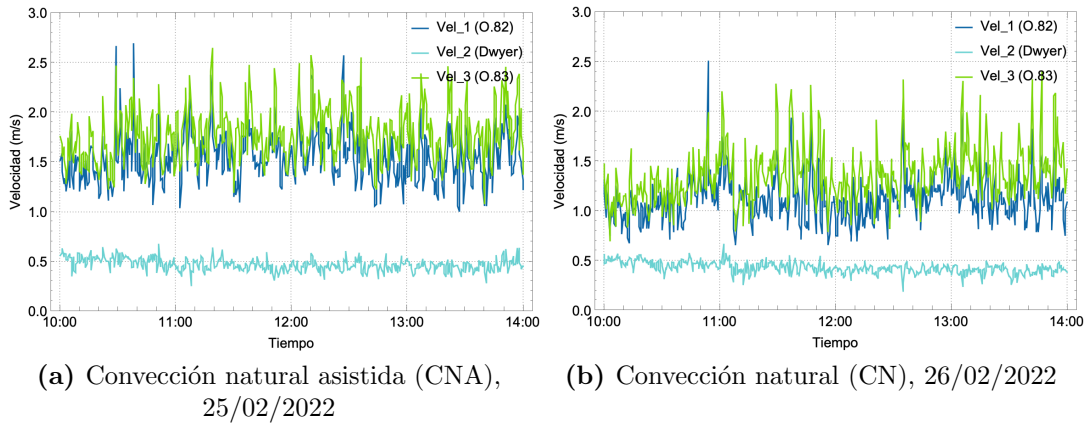 3.0
2.5
2.0
1.5
1.0
0.5
0.0
Velocidad (m/s)
Vel_1 (O.82)
Vel_2 (Dwyer)
Vel_3 (O.83)
10:00
11:00
12:00
13:00
14:00
Tiempo
(a) Convección natural asistida (CNA),
25/02/2022
3.0
2.5
2.0
1.5
1.0
0.5
0.0
Velocidad (m/s)
Vel_1 (O.82)
Vel_2 (Dwyer)
Vel_3 (O.83)
10:00
11:00
12:00
13:00
14:00
Tiempo
(b) Convección natural (CN), 26/02/2022